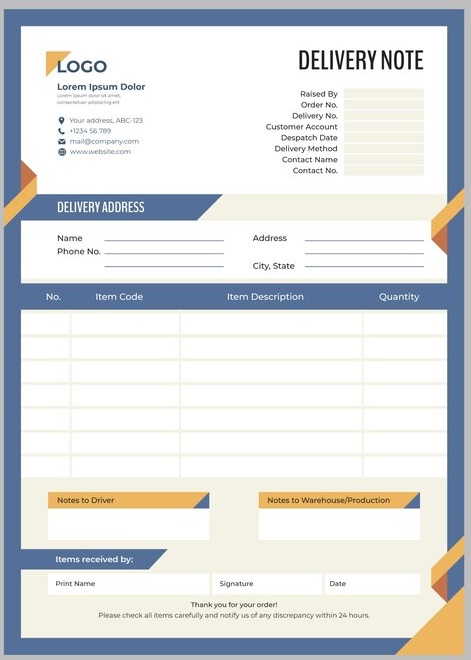 LOGO
DELIVERY NOTE
Lorem Ipsum Dolor
Lorem ipsum dolor sit amet,
consectetuer adipiscing elit
Your address, ABC-123
+1234 56 789
mail@company.com
www.website.com
Raised By
Order No.
Delivery No.
Customer Account
Despatch Date
Delivery Method
Contact Name
Contact No.
DELIVERY ADDRESS
Name
Address
Phone No.
City, State
No. Item Code Item Description Quantity
Notes to Driver
Notes to Warehouse/Production
Items received by:
Print Name Signature Date
Thank you for your order!
Please check all items carefully and notify us of any discrepancy within 24 hours.